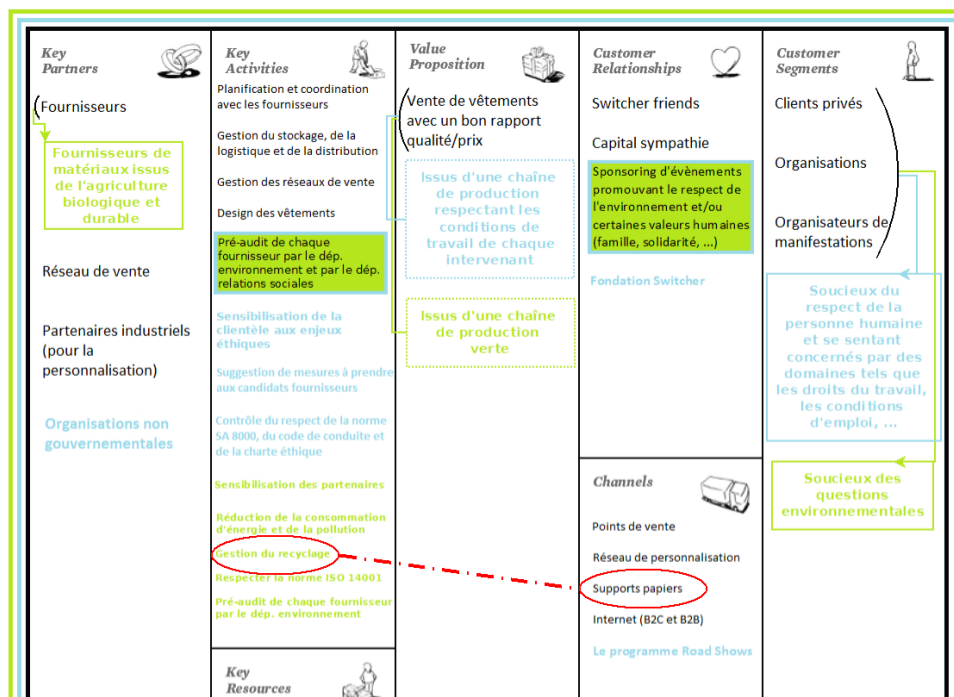 Key
Partners
Fournisseurs
Fournisseurs de
matériaux issus
de l'agriculture
biologique et
durable
Réseau de vente
Partenaires industriels
(pour la
personnalisation)
Organisations non
gouvernementales
Key
Activities
Planification et coordination
avec les fournisseurs
Gestion du stockage, de la
logistique et de la distribution
Gestion des réseaux de vente
Design des vêtements
Pré-audit de chaque
fournisseur par le dép.
environnement et par le dép.
relations sociales
Sensibilisation de la
clientèle aux enjeux
éthiques
Suggestion de mesures à prendre
aux candidats fournisseurs
Contrôle du respect de la norme
SA 8000, du code de conduite et
de la charte éthique
Sensibilisation des partenaires
Réduction de la consommation
d'énergie et de la pollution
Gestion du recyclage
Respecter la norme ISO 14001
Pré-audit de chaque fournisseur
par le dép. environnement
Key
Resources
Value
Proposition
Vente de vêtements
avec un bon rapport
qualité/prix
Issus d'une chaîne
de production
respectant les
conditions de
travail de chaque
intervenant
Issus d'une chaîne
de production
verte
Customer
Relationships
Switcher friends
Capital sympathie
Sponsoring d'évènements
promouvant le respect de
l'environnement et/ou
certaines valeurs humaines
(famille, solidarité, ...)
Fondation Switcher
Channels
Points de vente
Réseau de personnalisation
Supports papiers
Internet (B2C et B2B)
Le programme Road Shows
Customer
Segments
Clients privés
Organisations
Organisateurs de
manifestations
Soucieux du
respect de la
personne humaine
et se sentant
concernés par des
domaines tels que
les droits du travail,
les conditions
d'emploi, ...
Soucieux des
questions
environnementales